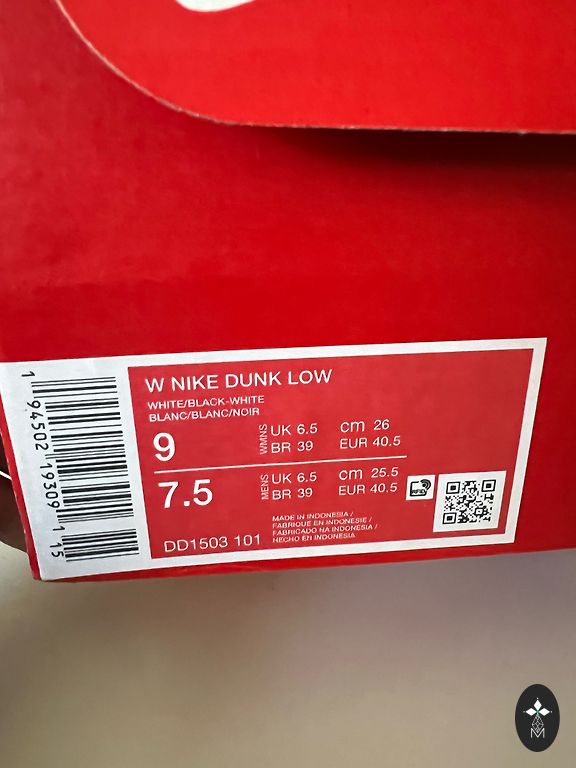 W NIKE DUNK LOW
WHITE/BLACK-WHITE
BLANC/BLANC/NOIR
9
WMNS
UK 6.5 cm 26
BR 39 EUR 40.5
7.5
MENS
UK 6.5 cm 25.5
BR 39 EUR 40.5
RFID
MADE IN INDONESIA /
FABRIQUE EN INDONESIE /
FABRICADO NA INDONESIA /
HECHO EN INDONESIA
DD1503 101
1 94502 19309 1 15
M